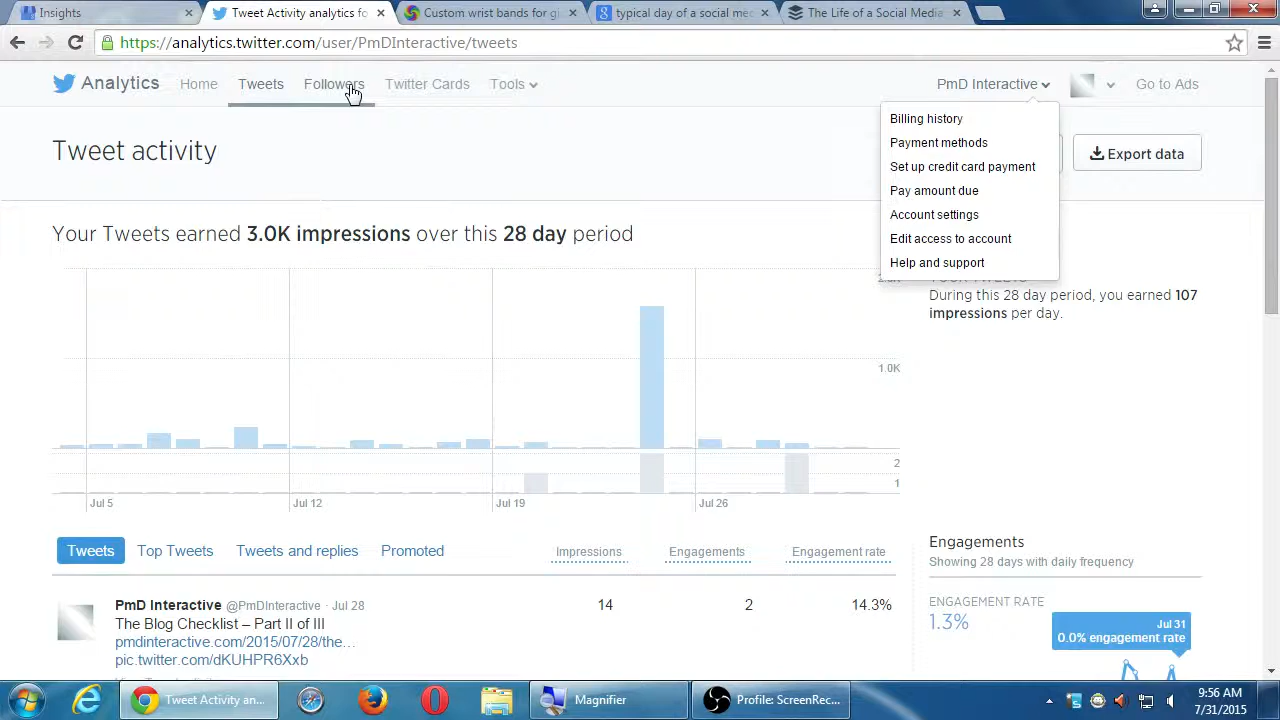 Insights
Tweet Activity analytics fo
Custom wrist bands for gi
typical day of a social me
The Life of a Social Media
https://analytics.twitter.com/user/PmDInteractive/tweets
Analytics Home Tweets Followers Twitter Cards Tools PmD Interactive Go to Ads
Billing history
Payment methods
Set up credit card payment
Pay amount due
Account settings
Edit access to account
Help and support
Tweet activity
Export data
Your Tweets earned 3.0K impressions over this 28 day period
During this 28 day period, you earned 107
impressions per day.
1.0K
2
1
Jul 5 Jul 12 Jul 19 Jul 26
Tweets Top Tweets Tweets and replies Promoted Impressions Engagements Engagement rate
PmD Interactive @PmDInteractive - Jul 28 14 2 14.3%
The Blog Checklist – Part II of III
pmdinteractive.com/2015/07/28/the…
pic.twitter.com/dKUHPR6Xxb
Engagements
Showing 28 days with daily frequency
ENGAGEMENT RATE
1.3%
Jul 31
0.0% engagement rate
Tweet Activity an...
Magnifier
Profile: ScreenRec...
9:56 AM
7/31/2015